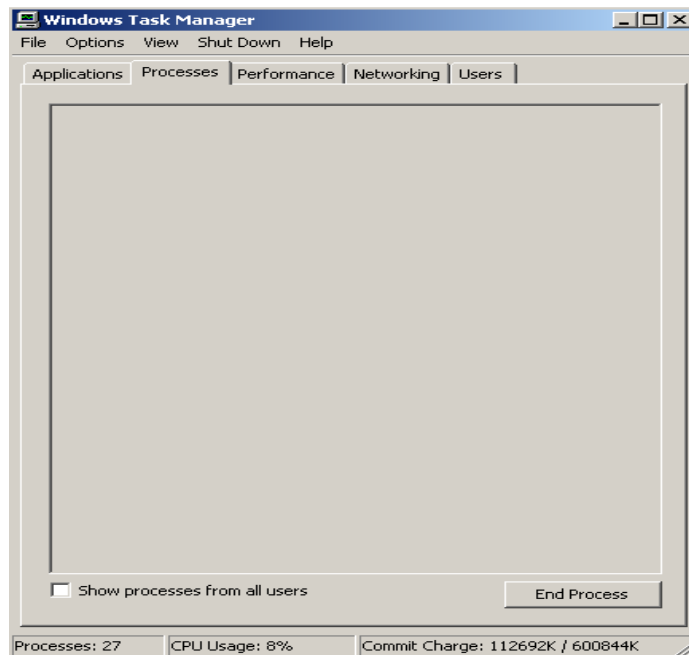 Windows Task Manager
File Options View Shut Down Help
Applications Processes Performance Networking Users
Show processes from all users
End Process
Processes: 27 CPU Usage: 8% Commit Charge: 112692K / 600844K